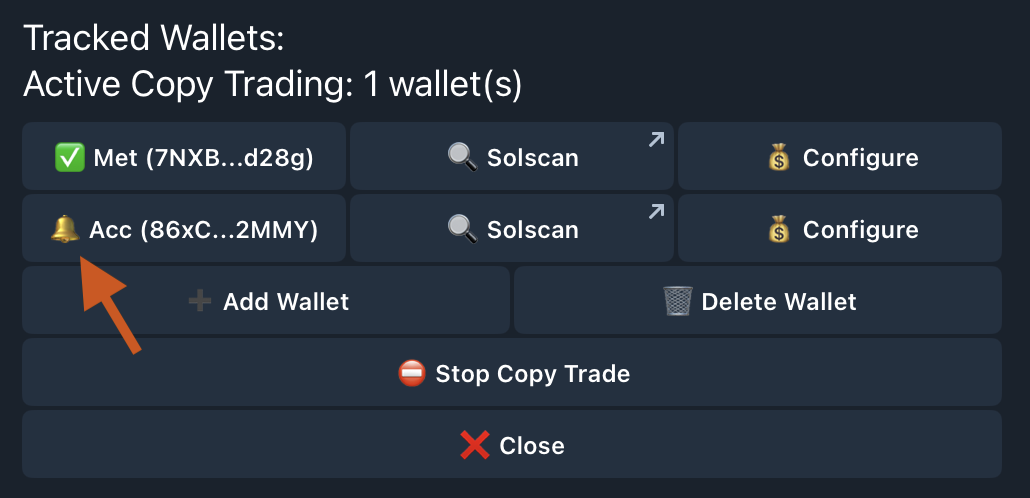 Tracked Wallets:
Active Copy Trading: 1 wallet(s)
✅ Met (7NXB...d28g) 🔍 Solscan ↗ 💰 Configure
🔔 Acc (86xC...2MMY) 🔍 Solscan ↗ 💰 Configure
➕ Add Wallet 🗑️ Delete Wallet
⛔ Stop Copy Trade
❌ Close